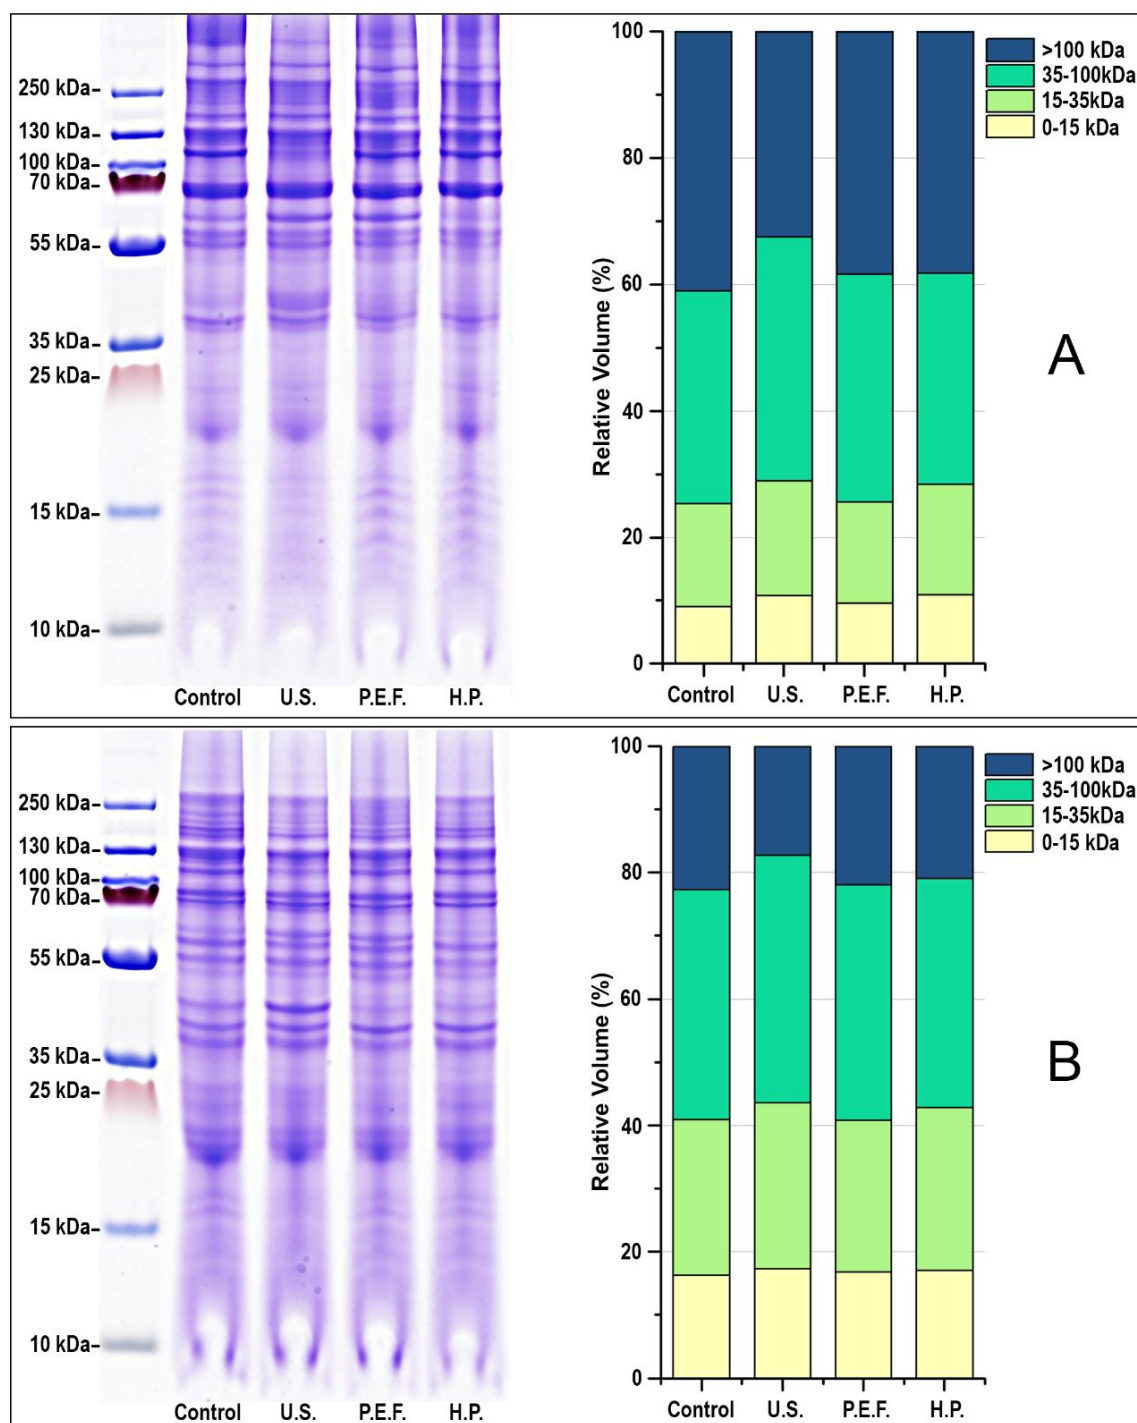 250 kDa-
130 kDa-
100 kDa-
70 kDa-
55 kDa-
35 kDa-
25 kDa-
15 kDa-
10 kDa-
Control U.S. P.E.F. H.P.
Relative Volume (%)
100
80
60
40
20
0
Control U.S. P.E.F. H.P.
>100 kDa
35-100kDa
15-35kDa
0-15 kDa
A
250 kDa-
130 kDa-
100 kDa-
70 kDa-
55 kDa-
35 kDa-
25 kDa-
15 kDa-
10 kDa-
Control U.S. P.E.F. H.P.
Relative Volume (%)
100
80
60
40
20
0
Control U.S. P.E.F. H.P.
>100 kDa
35-100kDa
15-35kDa
0-15 kDa
B